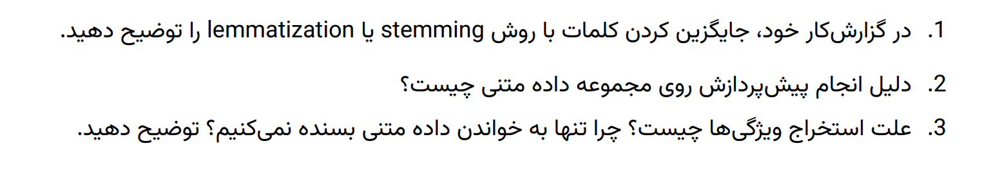 1. در گزارش‌کار خود، جایگزین کردن کلمات با روش stemming یا lemmatization را توضیح دهید.
2. دلیل انجام پیش‌پردازش روی مجموعه داده متنی چیست؟
3. علت استخراج ویژگی‌ها چیست؟ چرا تنها به خواندن داده متنی بسنده نمی‌کنیم؟ توضیح دهید.